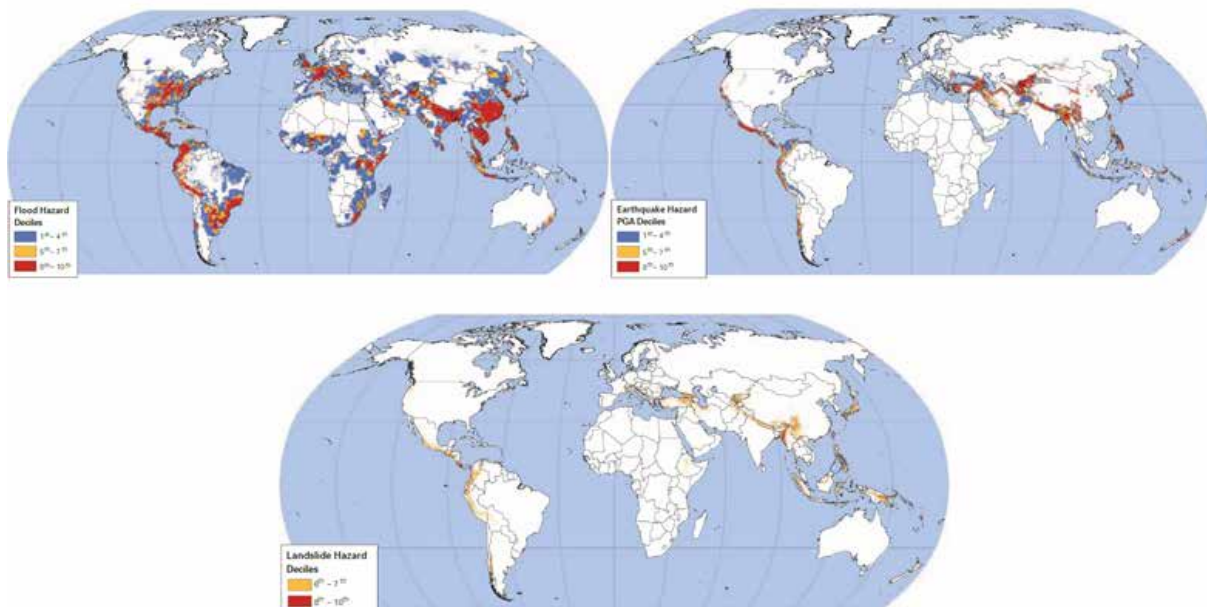 Flood Hazard
Deciles
1st – 4th
5th – 7th
8th – 10th
Earthquake Hazard
PGA Deciles
1st – 4th
5th – 7th
8th – 10th
Landslide Hazard
Deciles
6th – 7th
8th – 10th